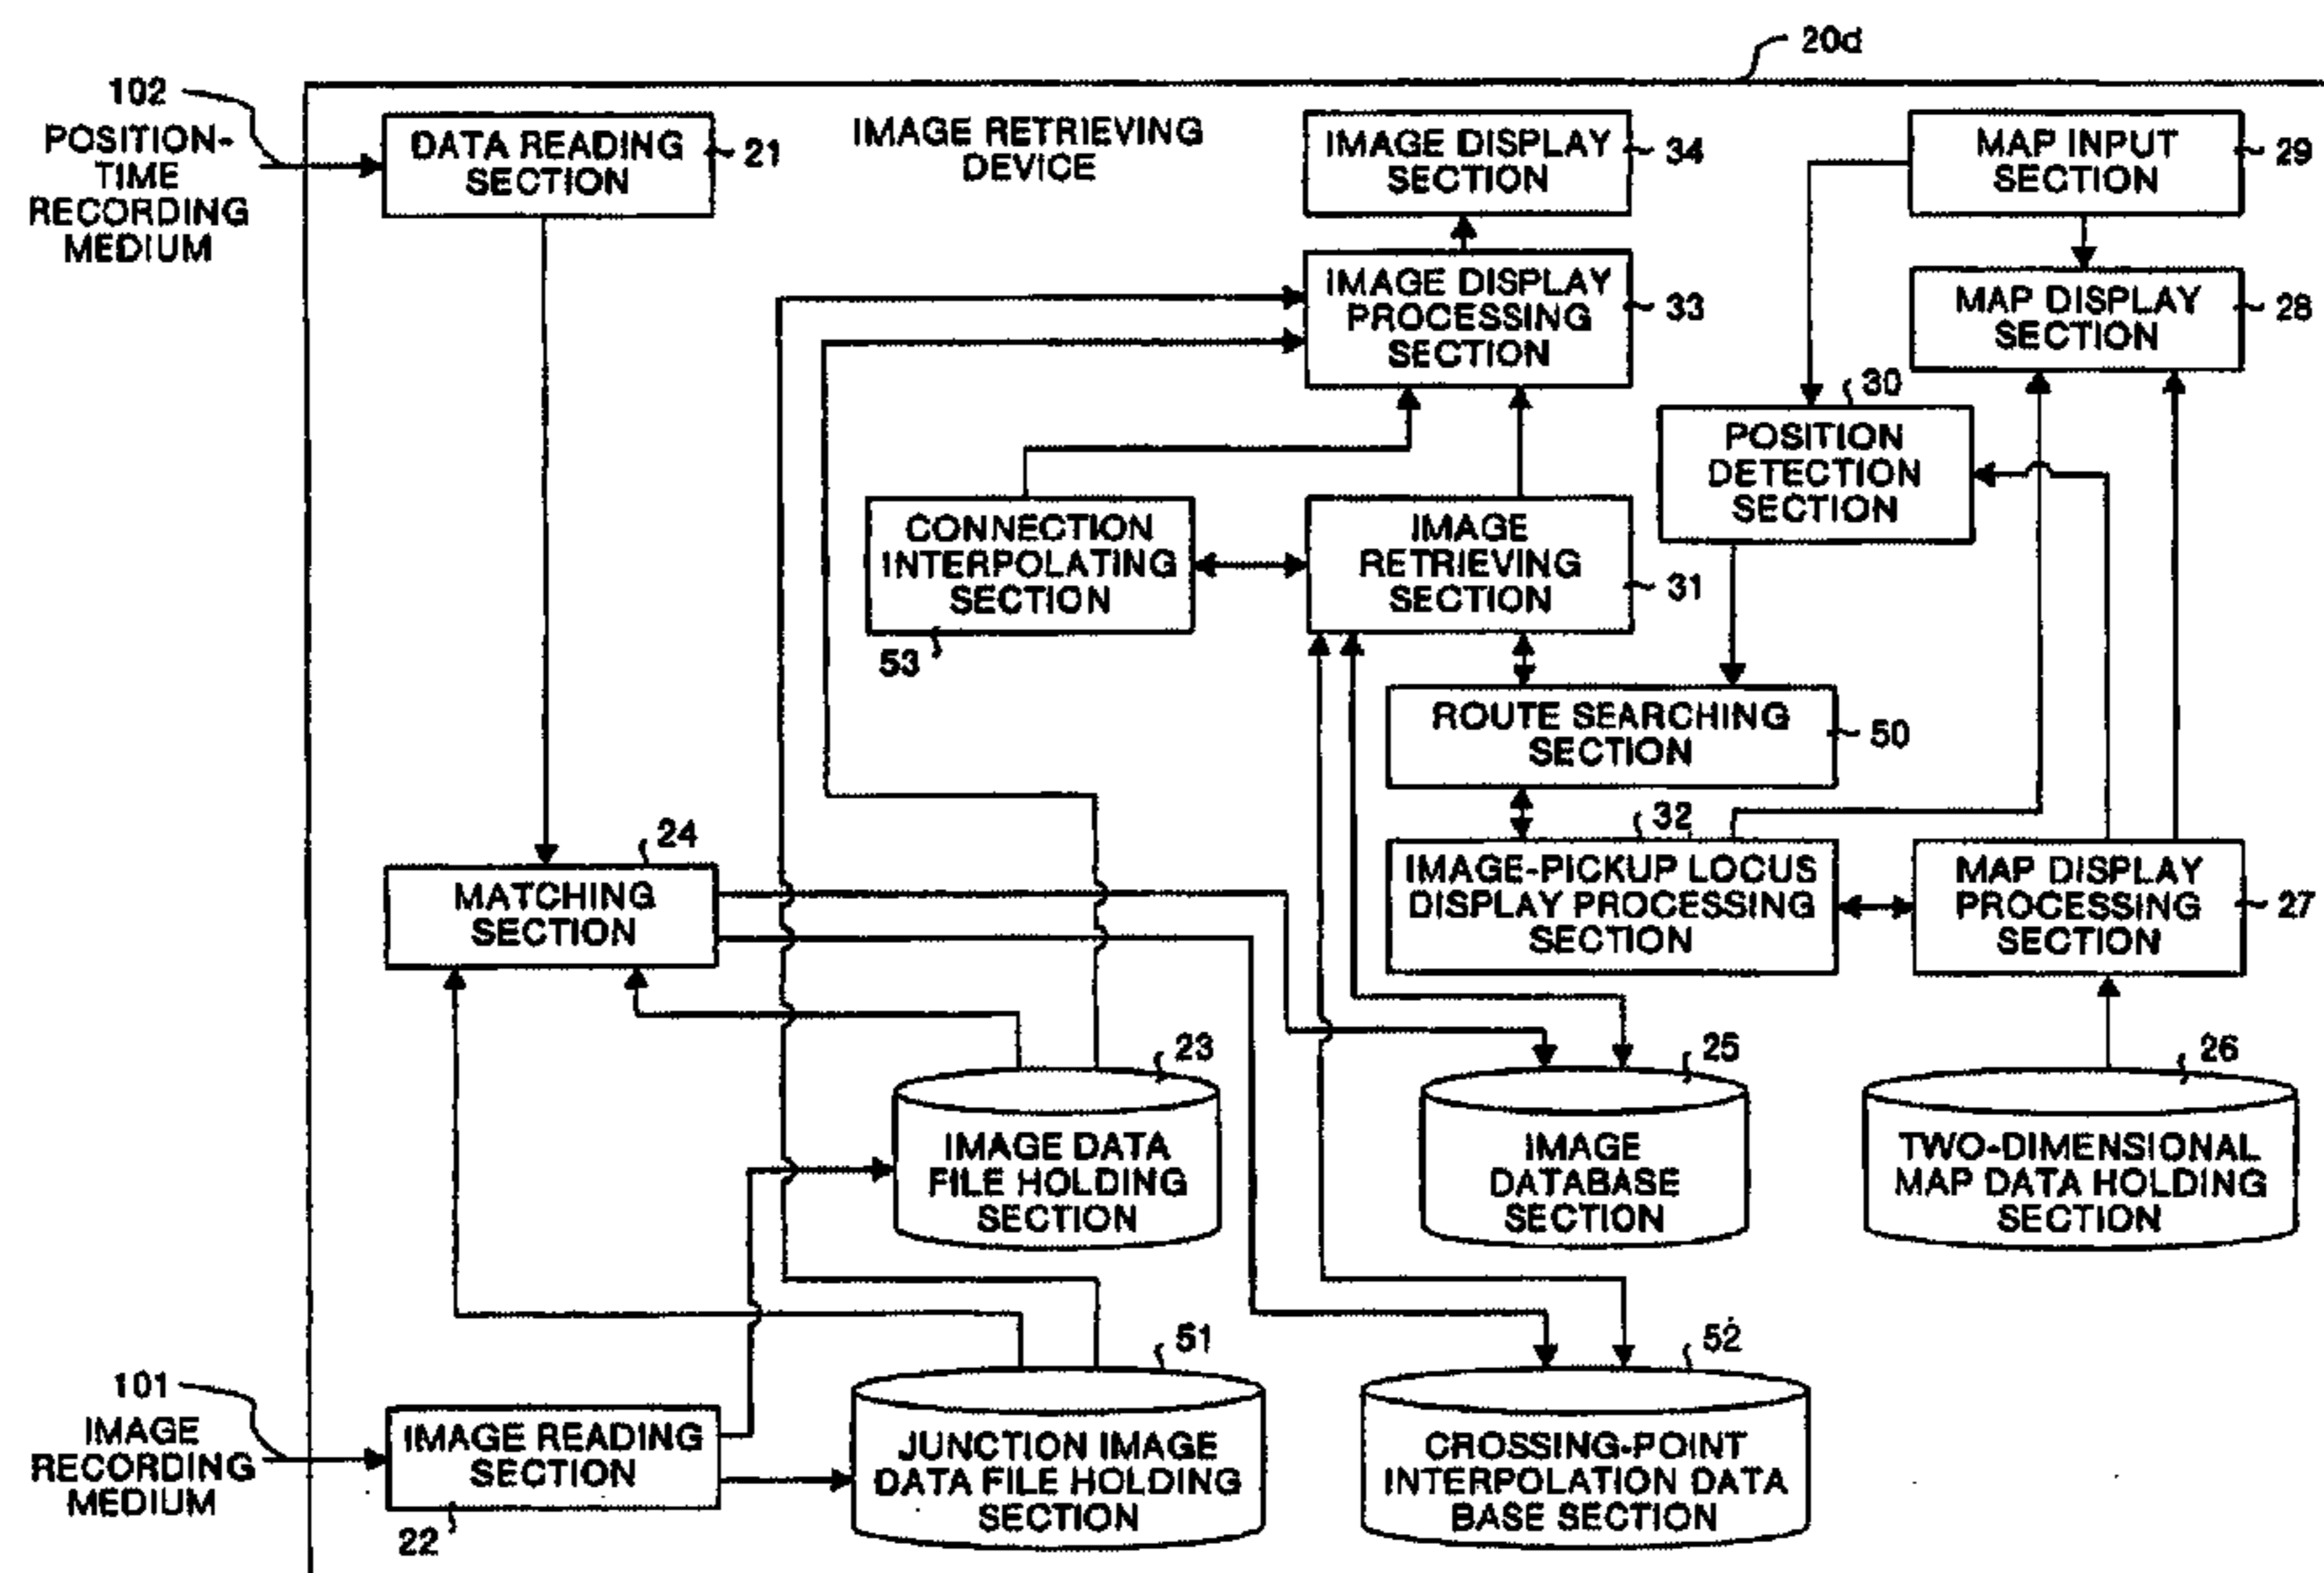 20d
102
POSITION-
TIME
RECORDING
MEDIUM
DATA READING
SECTION
21
IMAGE RETRIEVING
DEVICE
IMAGE DISPLAY
SECTION
34
MAP INPUT
SECTION
29
IMAGE DISPLAY
PROCESSING
SECTION
33
MAP DISPLAY
SECTION
28
30
POSITION
DETECTION
SECTION
CONNECTION
INTERPOLATING
SECTION
53
IMAGE
RETRIEVING
SECTION
31
ROUTE SEARCHING
SECTION
50
24
MATCHING
SECTION
32
IMAGE-PICKUP LOCUS
DISPLAY PROCESSING
SECTION
MAP DISPLAY
PROCESSING
SECTION
27
23
IMAGE DATA
FILE HOLDING
SECTION
25
IMAGE
DATABASE
SECTION
26
TWO-DIMENSIONAL
MAP DATA HOLDING
SECTION
101
IMAGE
RECORDING
MEDIUM
IMAGE READING
SECTION
22
51
JUNCTION IMAGE
DATA FILE HOLDING
SECTION
52
CROSSING-POINT
INTERPOLATION DATA
BASE SECTION